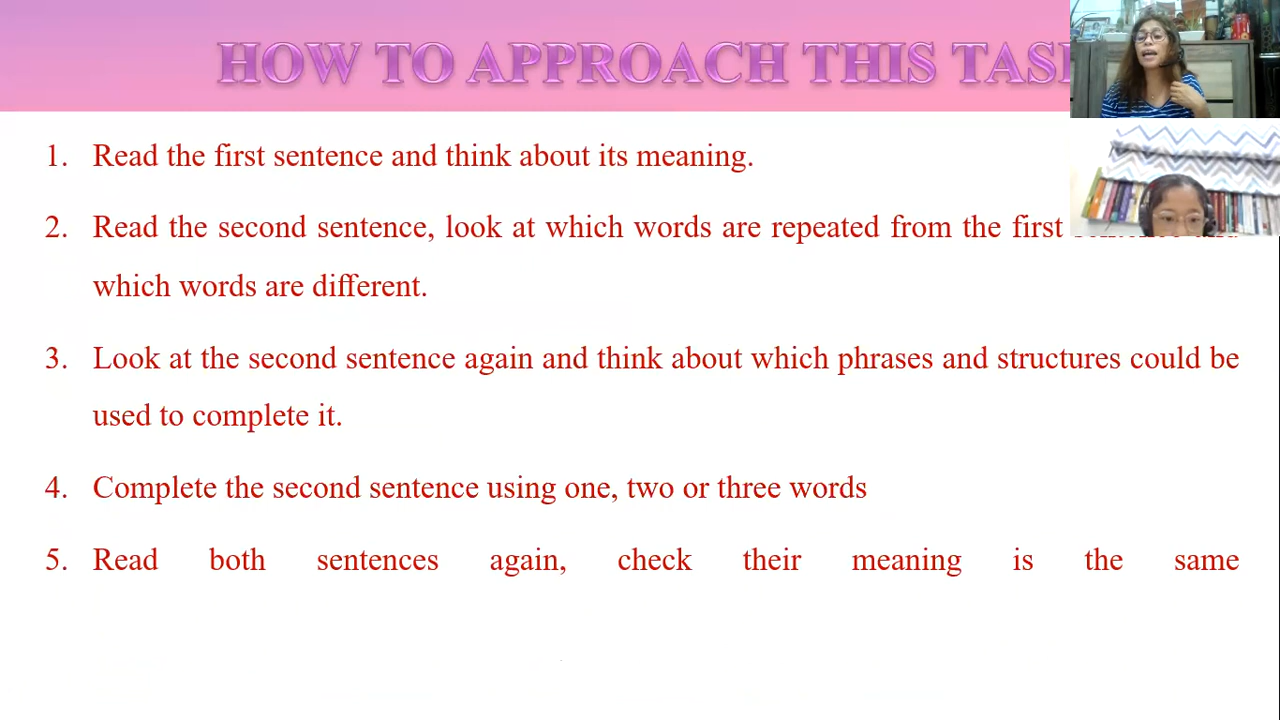 HOW TO APPROACH THIS
1. Read the first sentence and think about its meaning.
2. Read the second sentence, look at which words are repeated from the first
which words are different.
3. Look at the second sentence again and think about which phrases and structures could be
used to complete it.
4. Complete the second sentence using one, two or three words
5. Read both sentences again, check their meaning is the same